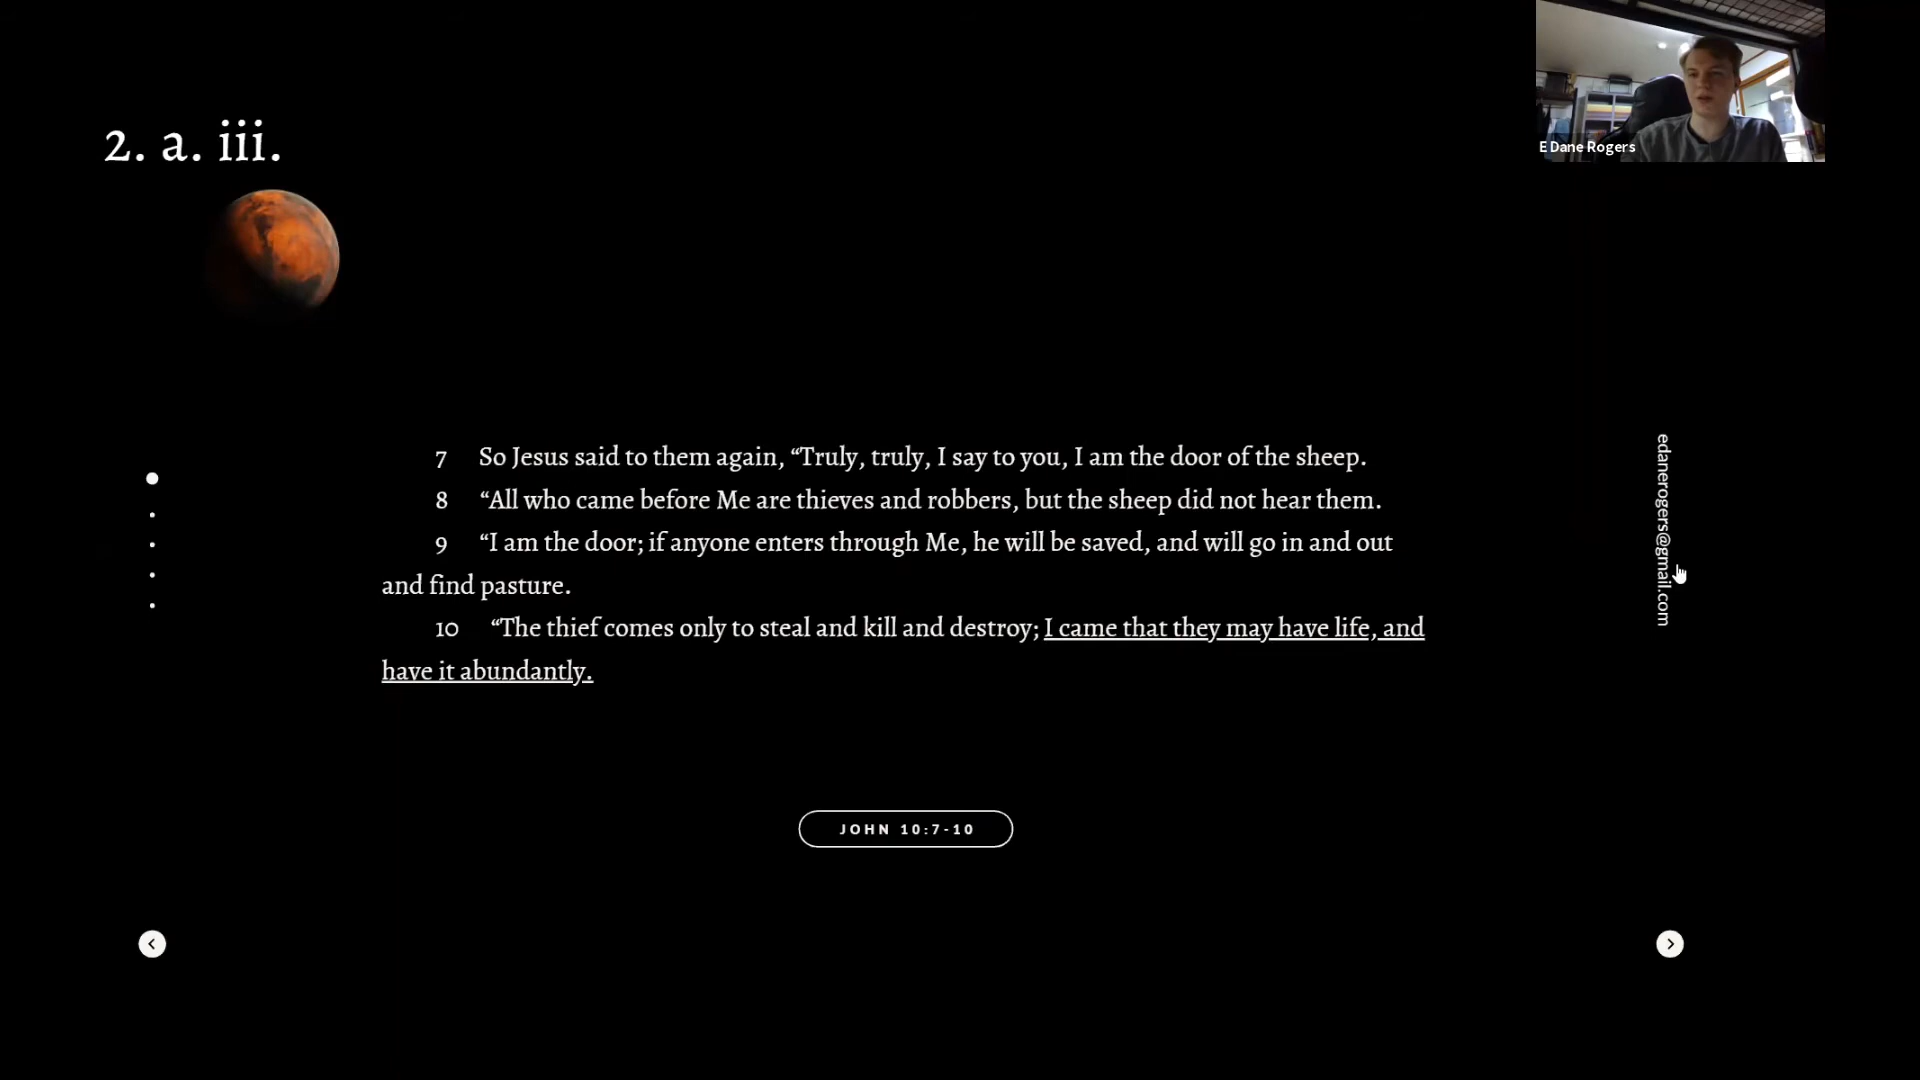 2. a. iii.
E Dane Rogers
7 So Jesus said to them again, “Truly, truly, I say to you, I am the door of the sheep.
8 “All who came before Me are thieves and robbers, but the sheep did not hear them.
9 “I am the door; if anyone enters through Me, he will be saved, and will go in and out
and find pasture.
10 “The thief comes only to steal and kill and destroy; I came that they may have life, and
have it abundantly.
edanerogers@gmail.com
JOHN 10:7-10